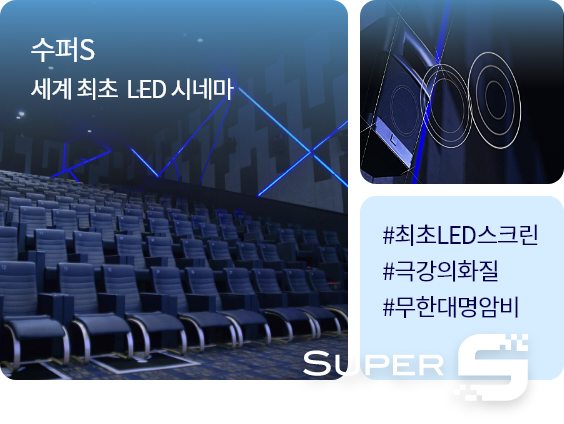 수퍼S
세계 최초 LED 시네마
#최초LED스크린
#극강의화질
#무한대명암비
SUPER S